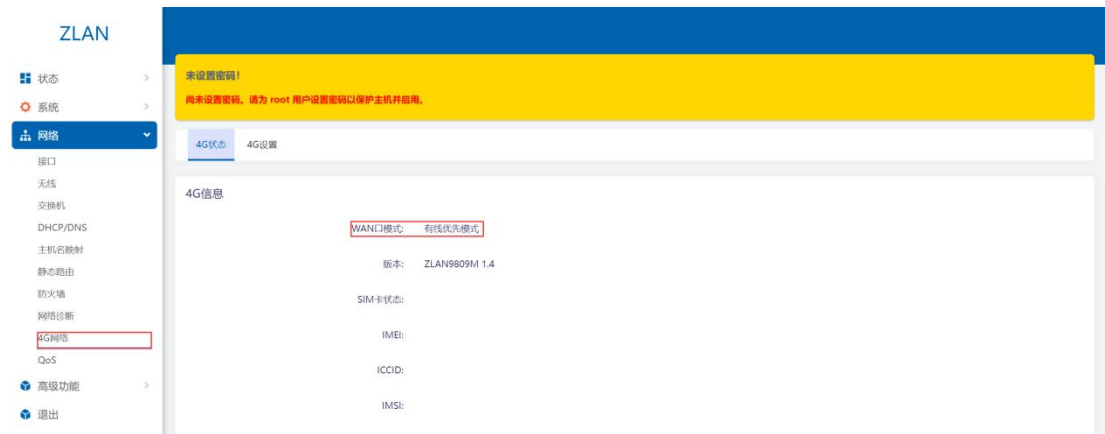 ZLAN
状态
系统
网络
接口
无线
交换机
DHCP/DNS
主机名映射
静态路由
防火墙
网络诊断
4G网络
QoS
高级功能
退出
未设置密码！
尚未设置密码。请为 root 用户设置密码以保护主机并启用。
4G状态 4G设置
4G信息
WAN口模式: 有线优先模式
版本: ZLAN9809M 1.4
SIM卡状态:
IMEI:
ICCID:
IMSI: